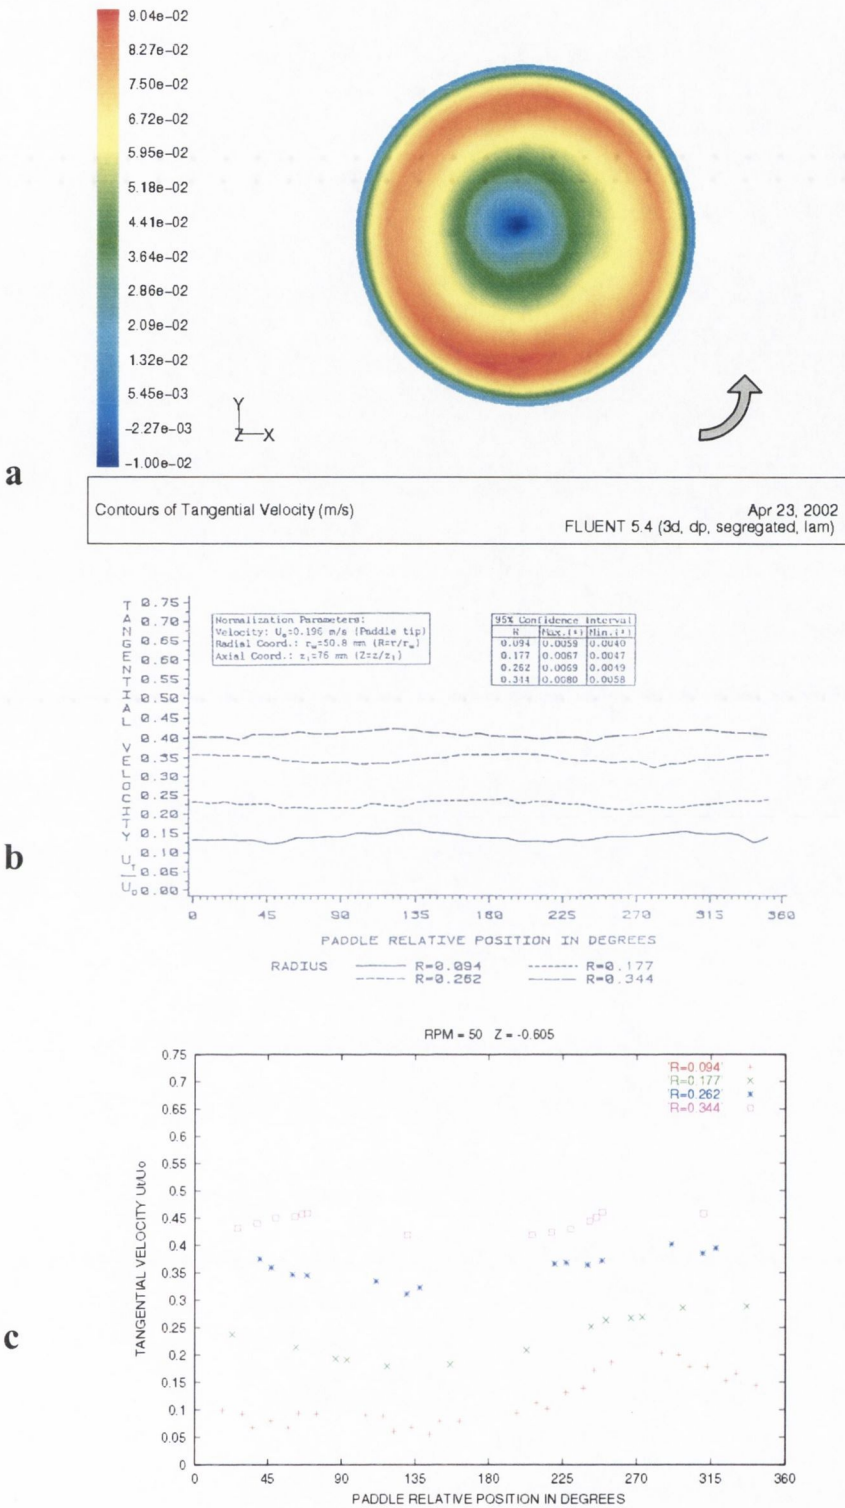 9.04e-02
8.27e-02
7.50e-02
6.72e-02
5.95e-02
5.18e-02
4.41e-02
3.64e-02
2.86e-02
2.09e-02
1.32e-02
5.45e-03
-2.27e-03
-1.00e-02
Y
Z X
a
Contours of Tangential Velocity (m/s)
Apr 23, 2002
FLUENT 5.4 (3d, dp, segregated, lam)
b
TANGENTIAL VELOCITY UT/Uo
0.75
0.70
0.65
0.60
0.55
0.50
0.45
0.40
0.35
0.30
0.25
0.20
0.15
0.10
0.05
0.00
Normalization Parameters:
Velocity: Uo=0.196 m/s (Paddle tip)
Radial Coord.: rw=50.8 mm (R=r/rw)
Axial Coord.: zi=76 mm (Z=z/zi)
95% Confidence Interval
R Max.(±) Min.(±)
0.094 0.0059 0.0040
0.177 0.0067 0.0047
0.262 0.0069 0.0049
0.344 0.0080 0.0058
0 45 90 135 180 225 270 315 360
PADDLE RELATIVE POSITION IN DEGREES
RADIUS R=0.094 R=0.177
R=0.262 R=0.344
c
RPM = 50 Z = -0.605
TANGENTIAL VELOCITY Ut/Uo
0.75
0.7
0.65
0.6
0.55
0.5
0.45
0.4
0.35
0.3
0.25
0.2
0.15
0.1
0.05
0
'R=0.094'
'R=0.177'
'R=0.262'
'R=0.344'
0 45 90 135 180 225 270 315 360
PADDLE RELATIVE POSITION IN DEGREES